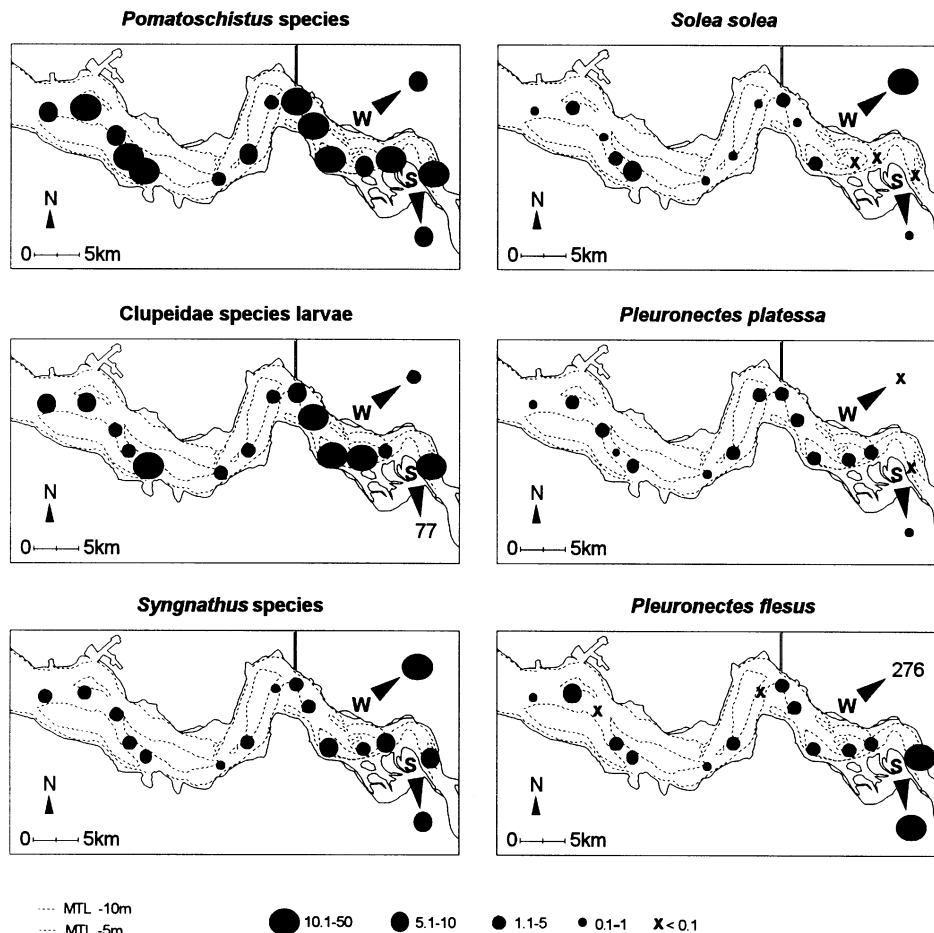 Pomatoschistus species
W
S
N
0 5km
Solea solea
W
S
N
0 5km
x x x
Clupeidae species larvae
W
S
77
N
0 5km
Pleuronectes platessa
x
W
S
x
N
0 5km
Syngnathus species
W
S
N
0 5km
Pleuronectes flesus
276
W
x
x
S
N
0 5km
MTL -10m
MTL -5m
10.1-50 5.1-10 1.1-5 0.1-1 x < 0.1